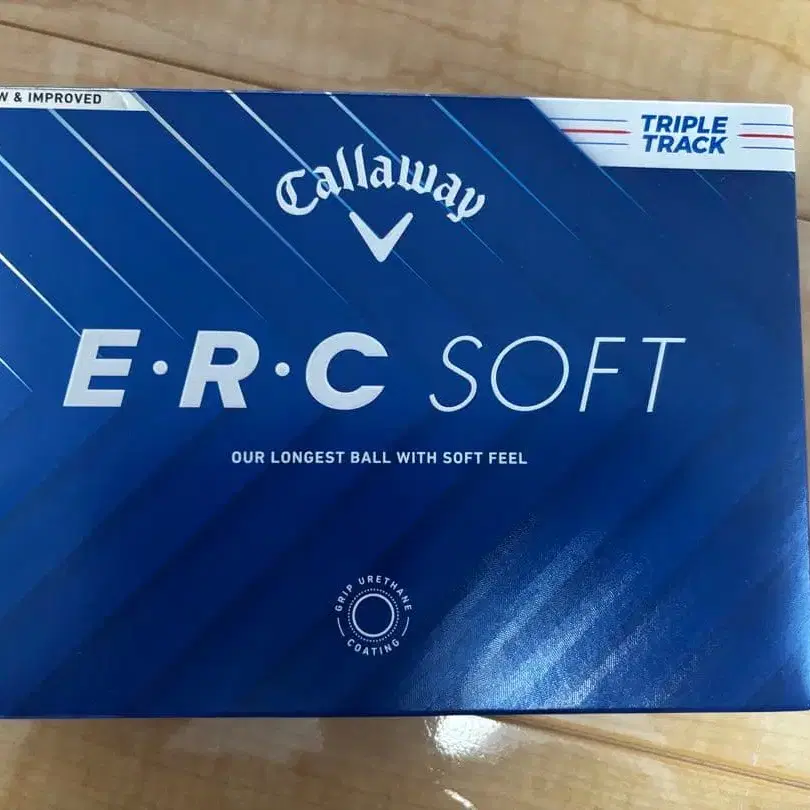 & IMPROVED
TRIPLE
TRACK
Callaway
E·R·C SOFT
OUR LONGEST BALL WITH SOFT FEEL
GRIP URETHANE
COATING